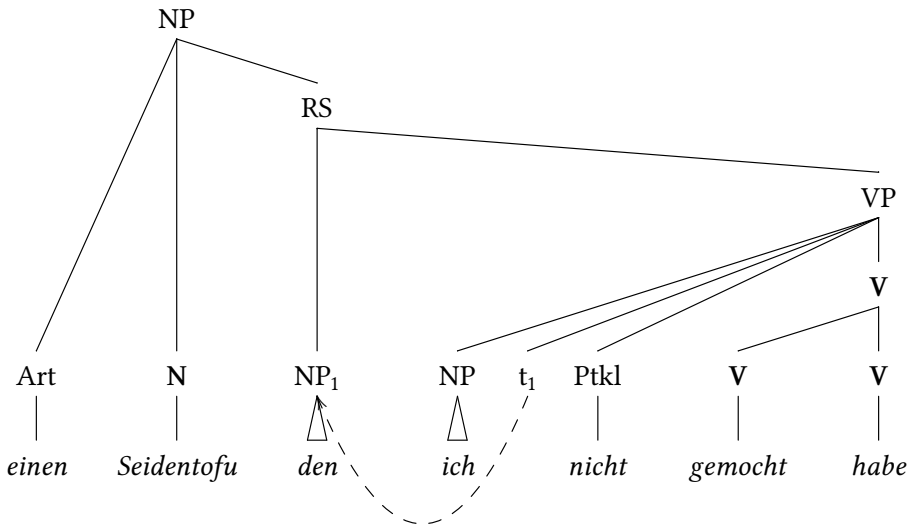 NP
RS
VP
V
Art N NP₁ NP t₁ Ptkl V V
einen Seidentofu den ich nicht gemocht habe